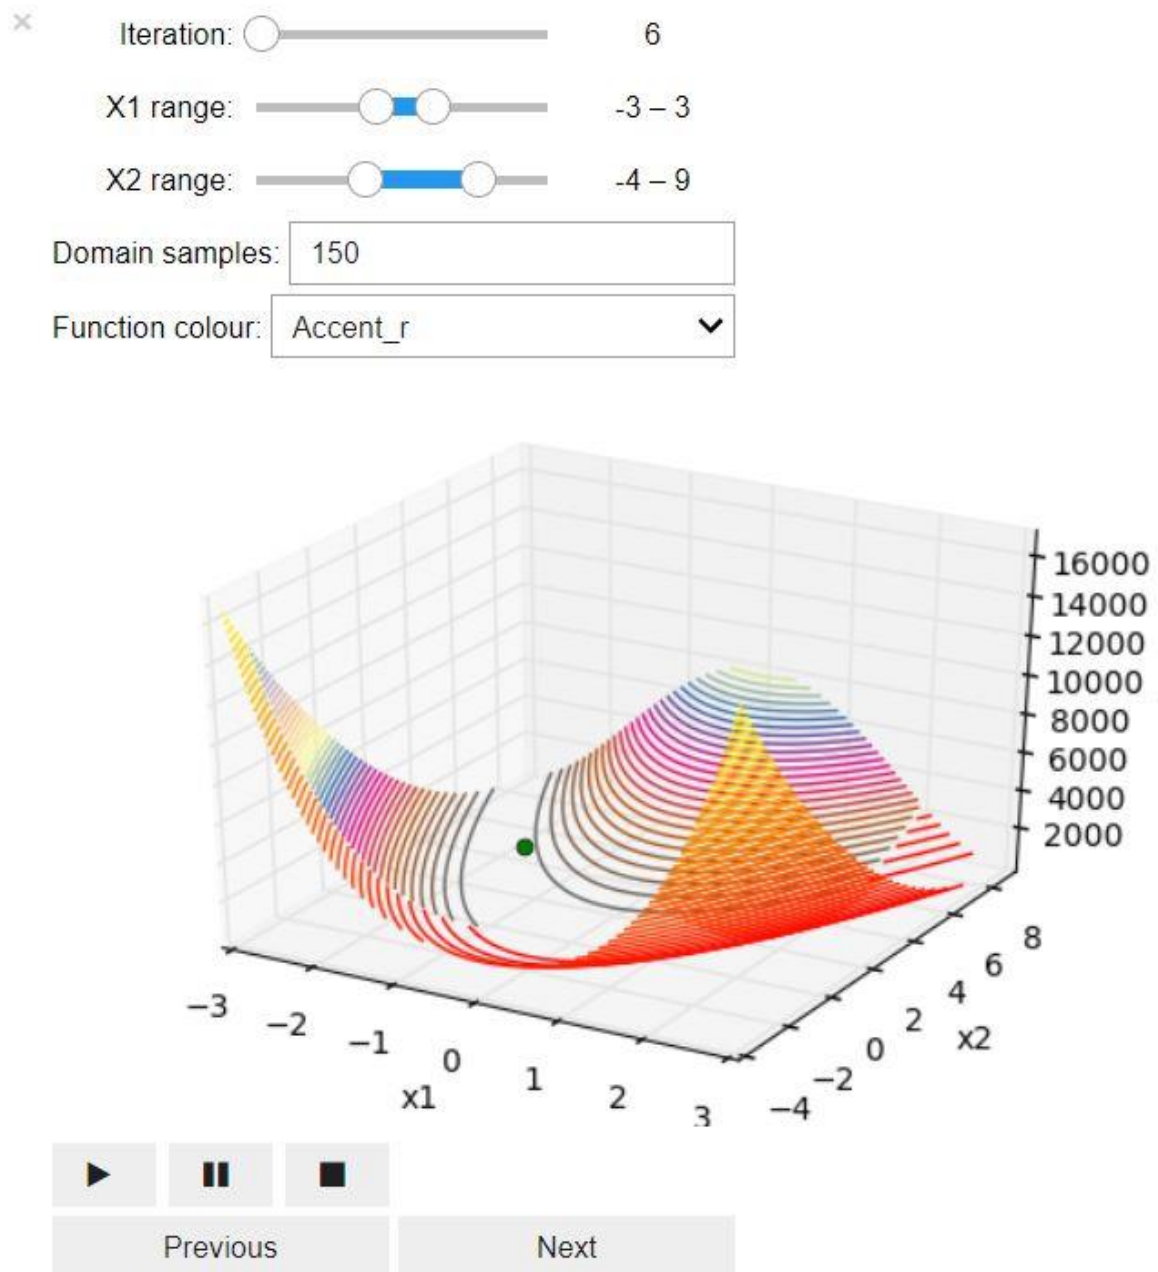 ×
Iteration: 6
X1 range: -3 – 3
X2 range: -4 – 9
Domain samples: 150
Function colour: Accent_r
16000
14000
12000
10000
8000
6000
4000
2000
−3 −2 −1 0 1 2 3
x1
−4 −2 0 2 4 6 8
x2
Previous Next